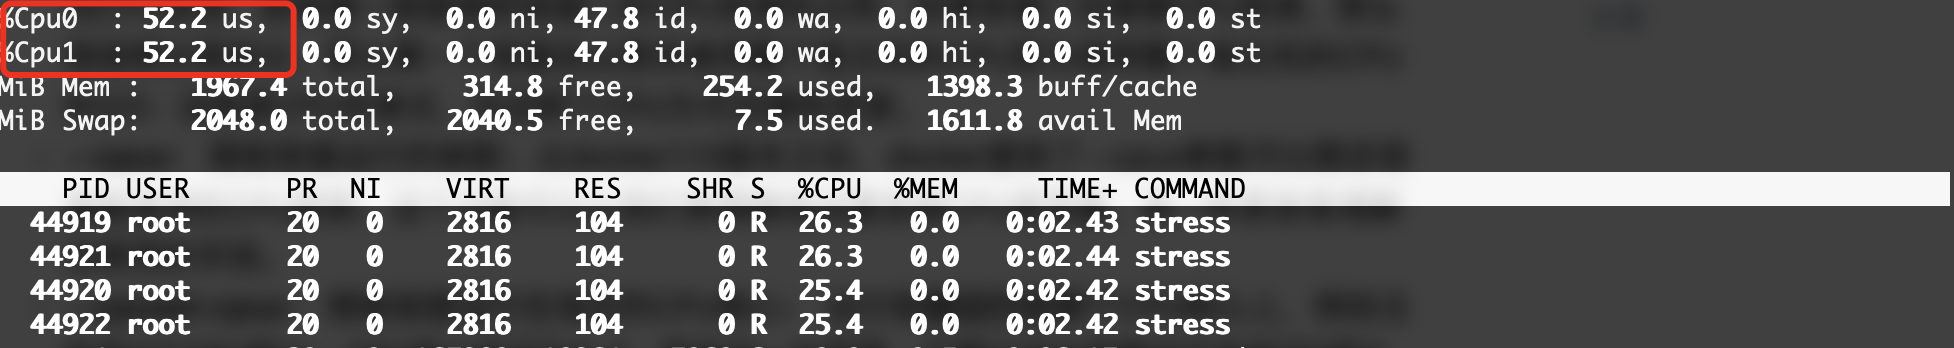 %Cpu0  : 52.2 us,  0.0 sy,  0.0 ni, 47.8 id,  0.0 wa,  0.0 hi,  0.0 si,  0.0 st
%Cpu1  : 52.2 us,  0.0 sy,  0.0 ni, 47.8 id,  0.0 wa,  0.0 hi,  0.0 si,  0.0 st
MiB Mem :   1967.4 total,    314.8 free,    254.2 used,   1398.3 buff/cache
MiB Swap:   2048.0 total,   2040.5 free,      7.5 used.   1611.8 avail Mem
PID USER      PR  NI    VIRT    RES    SHR S  %CPU  %MEM     TIME+ COMMAND
44919 root      20   0    2816    104      0 R  26.3   0.0   0:02.43 stress
44921 root      20   0    2816    104      0 R  26.3   0.0   0:02.44 stress
44920 root      20   0    2816    104      0 R  25.4   0.0   0:02.42 stress
44922 root      20   0    2816    104      0 R  25.4   0.0   0:02.42 stress